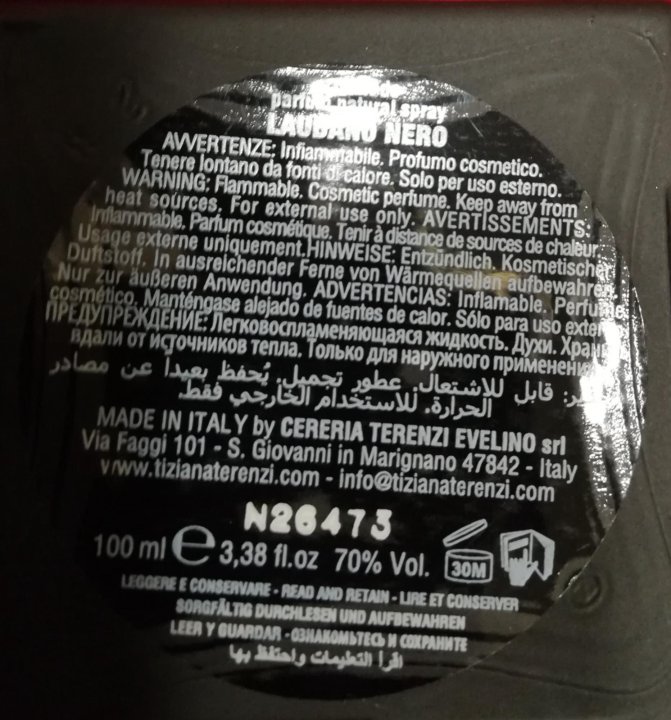 parfum natural spray
LAUDANO NERO
AVVERTENZE: Infiammabile. Profumo cosmetico.
Tenere lontano da fonti di calore. Solo per uso esterno.
WARNING: Flammable. Cosmetic perfume. Keep away from
heat sources. For external use only. AVERTISSEMENTS:
Inflammable. Parfum cosmétique. Tenir à distance de sources de chaleur.
Usage externe uniquement.HINWEISE: Entzündlich. Kosmetischer
Duftstoff. In ausreichender Ferne von Wärmequellen aufbewahren.
Nur zur äußeren Anwendung. ADVERTENCIAS: Inflamable. Perfume
cosmético. Manténgase alejado de fuentes de calor. Sólo para uso
ПРЕДУПРЕЖДЕНИЕ: Легковоспламеняющаяся жидкость. Духи.
вдали от источников тепла. Только для наружного
قابل للإشتعال. عطور تجميل. يُحفظ بعيداً عن مصادر
الحرارة. للاستخدام الخارجي فقط.
MADE IN ITALY by CERERIA TERENZI EVELINO srl
Via Faggi 101 - S. Giovanni in Marignano 47842 - Italy
www.tizianaterenzi.com - info@tizianaterenzi.com
N26473
100 ml e 3,38 fl.oz 70% Vol. 30M
LEGGERE E CONSERVARE - READ AND RETAIN - LIRE ET CONSERVER
SORGFÄLTIG DURCHLESEN UND AUFBEWAHREN
LEER Y GUARDAR - ОЗНАКОМЬТЕСЬ И СОХРАНИТЕ
اقرأ التعليمات واحتفظ بها